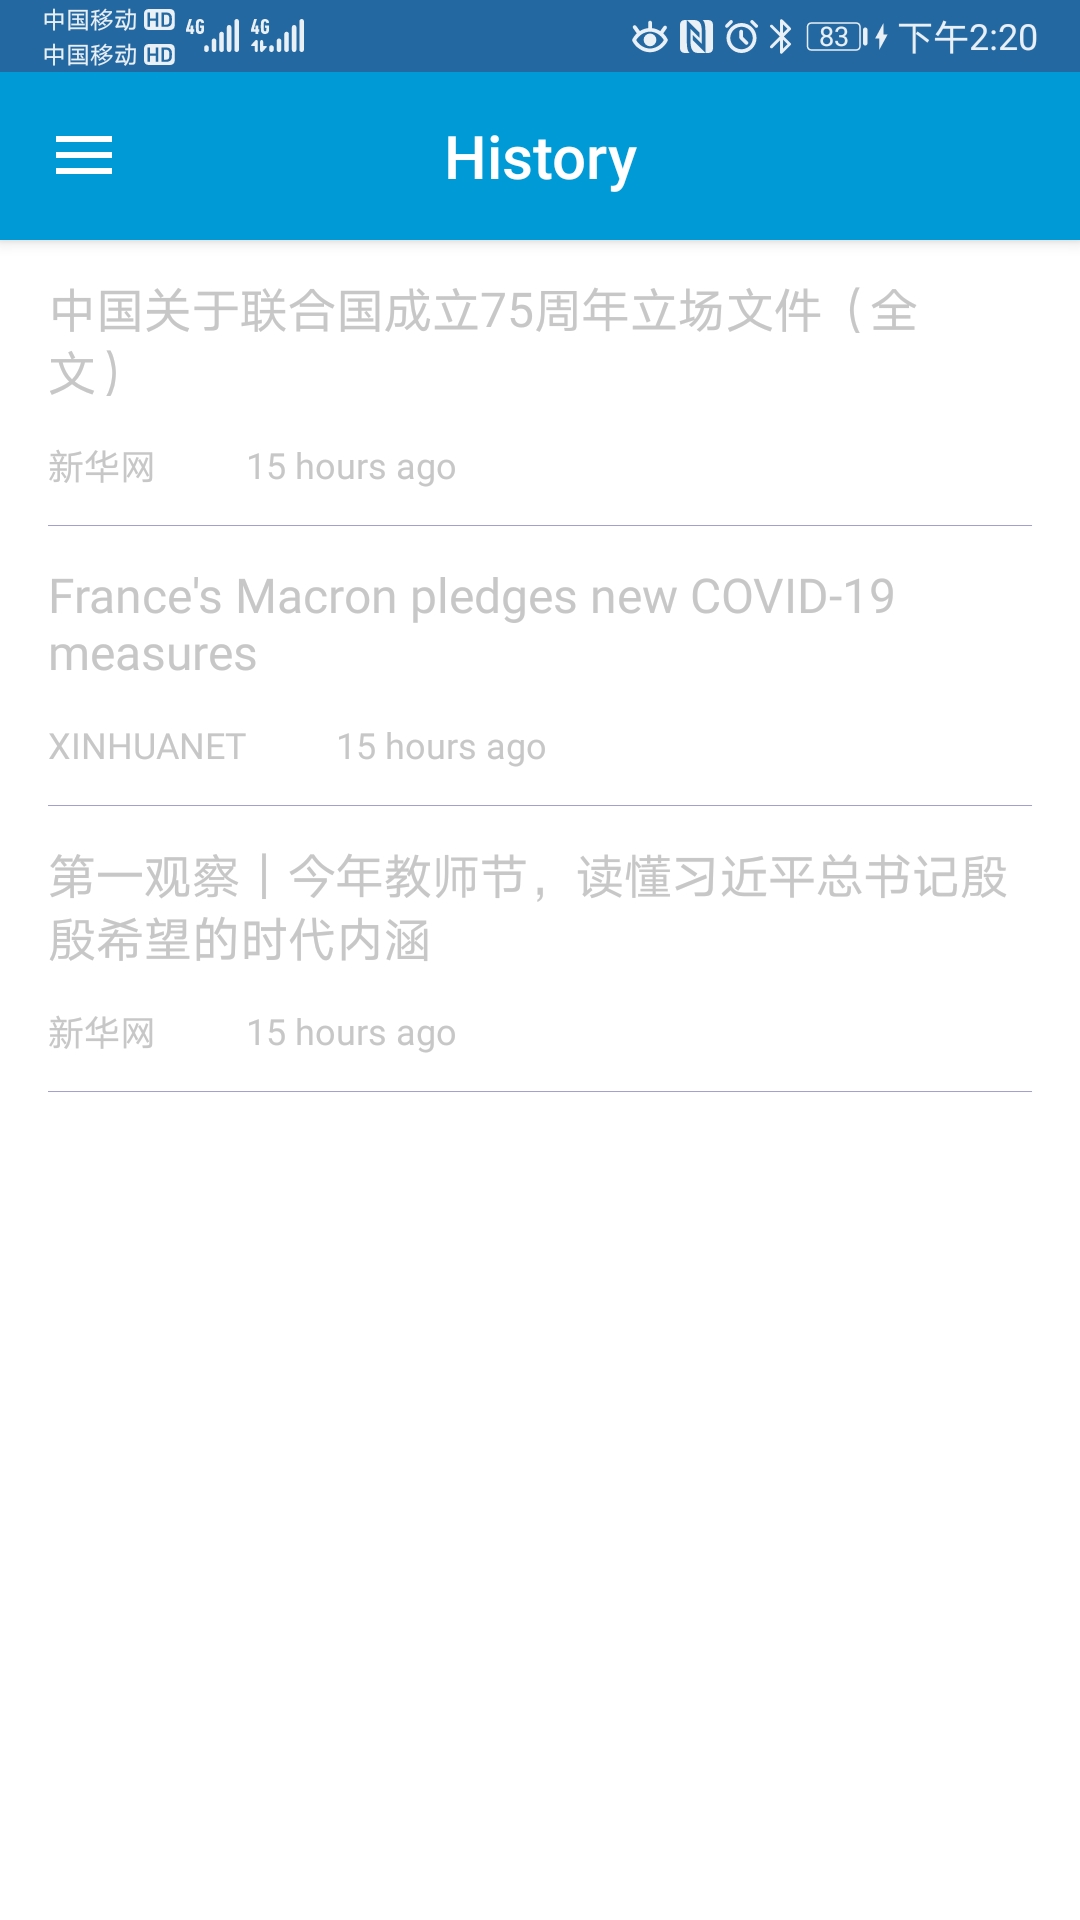 中国移动 HD 4G 4G 83 下午2:20
中国移动 HD
History
中国关于联合国成立75周年立场文件（全
文）
新华网 15 hours ago
France's Macron pledges new COVID-19
measures
XINHUANET 15 hours ago
第一观察｜今年教师节，读懂习近平总书记殷
殷希望的时代内涵
新华网 15 hours ago